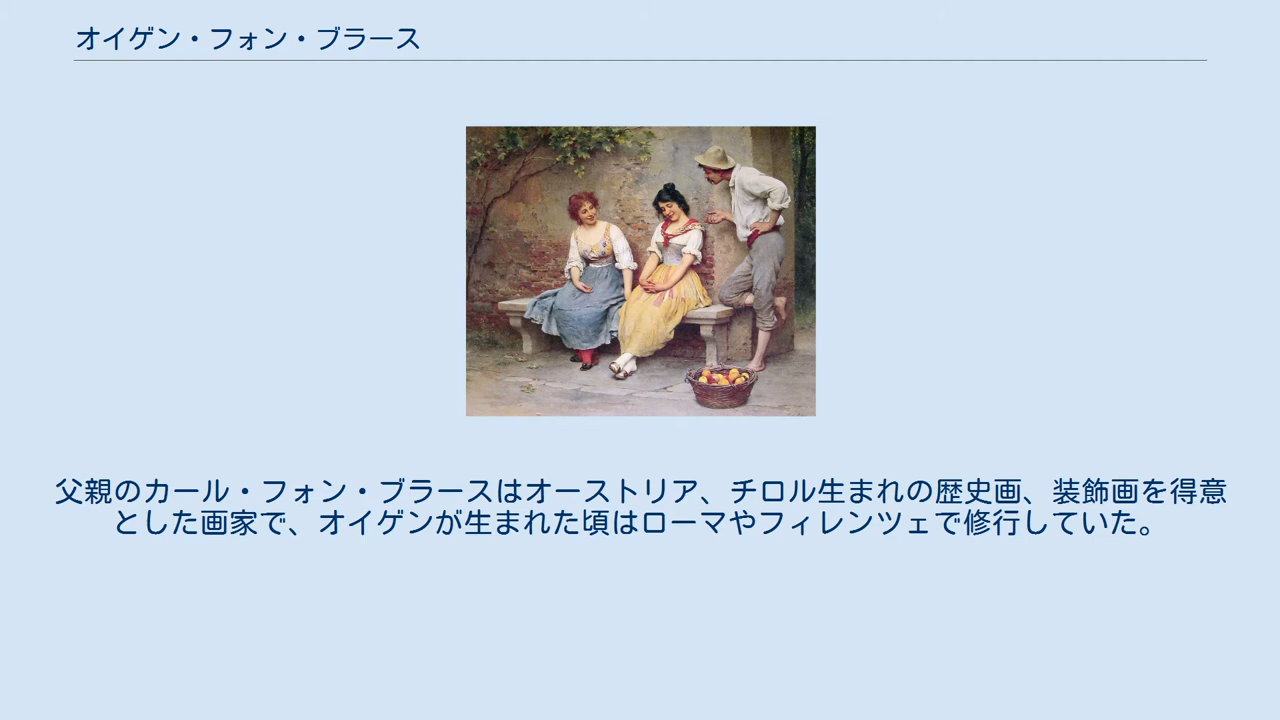 オイゲン・フォン・ブラース
父親のカール・フォン・ブラースはオーストリア、チロル生まれの歴史画、装飾画を得意
とした画家で、オイゲンが生まれた頃はローマやフィレンツェで修行していた。